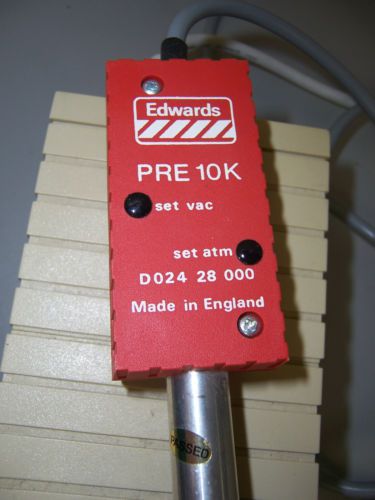 Edwards
PRE 10K
set vac
set atm
D024 28 000
Made in England
PASSED